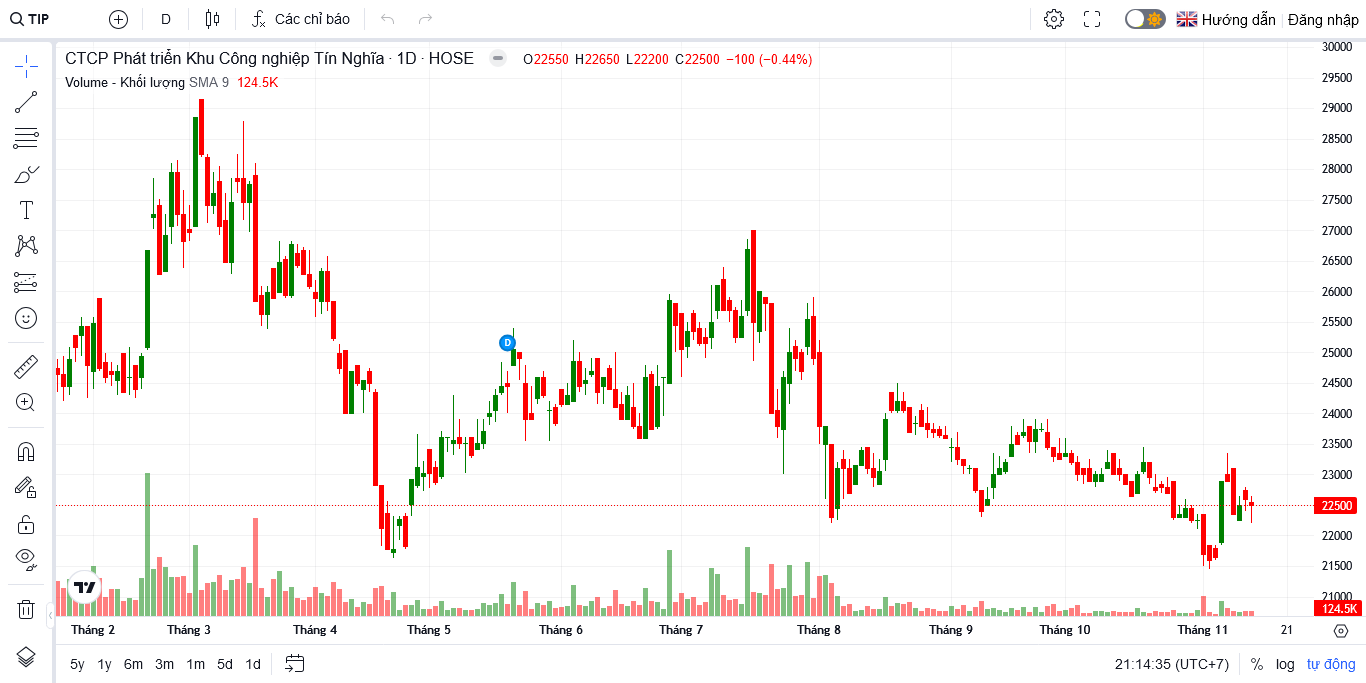 TIP D Các chỉ báo Hướng dẫn Đăng nhập
CTCP Phát triển Khu Công nghiệp Tín Nghĩa · 1D · HOSE O22550 H22650 L22200 C22500 −100 (−0.44%)
Volume - Khối lượng SMA 9 124.5K
30000
29500
29000
28500
28000
27500
27000
26500
26000
25500
25000
24500
24000
23500
23000
22500
22000
21500
21000
124.5K
D
Tháng 2 Tháng 3 Tháng 4 Tháng 5 Tháng 6 Tháng 7 Tháng 8 Tháng 9 Tháng 10 Tháng 11 21
5y 1y 6m 3m 1m 5d 1d 21:14:35 (UTC+7) % log tự động